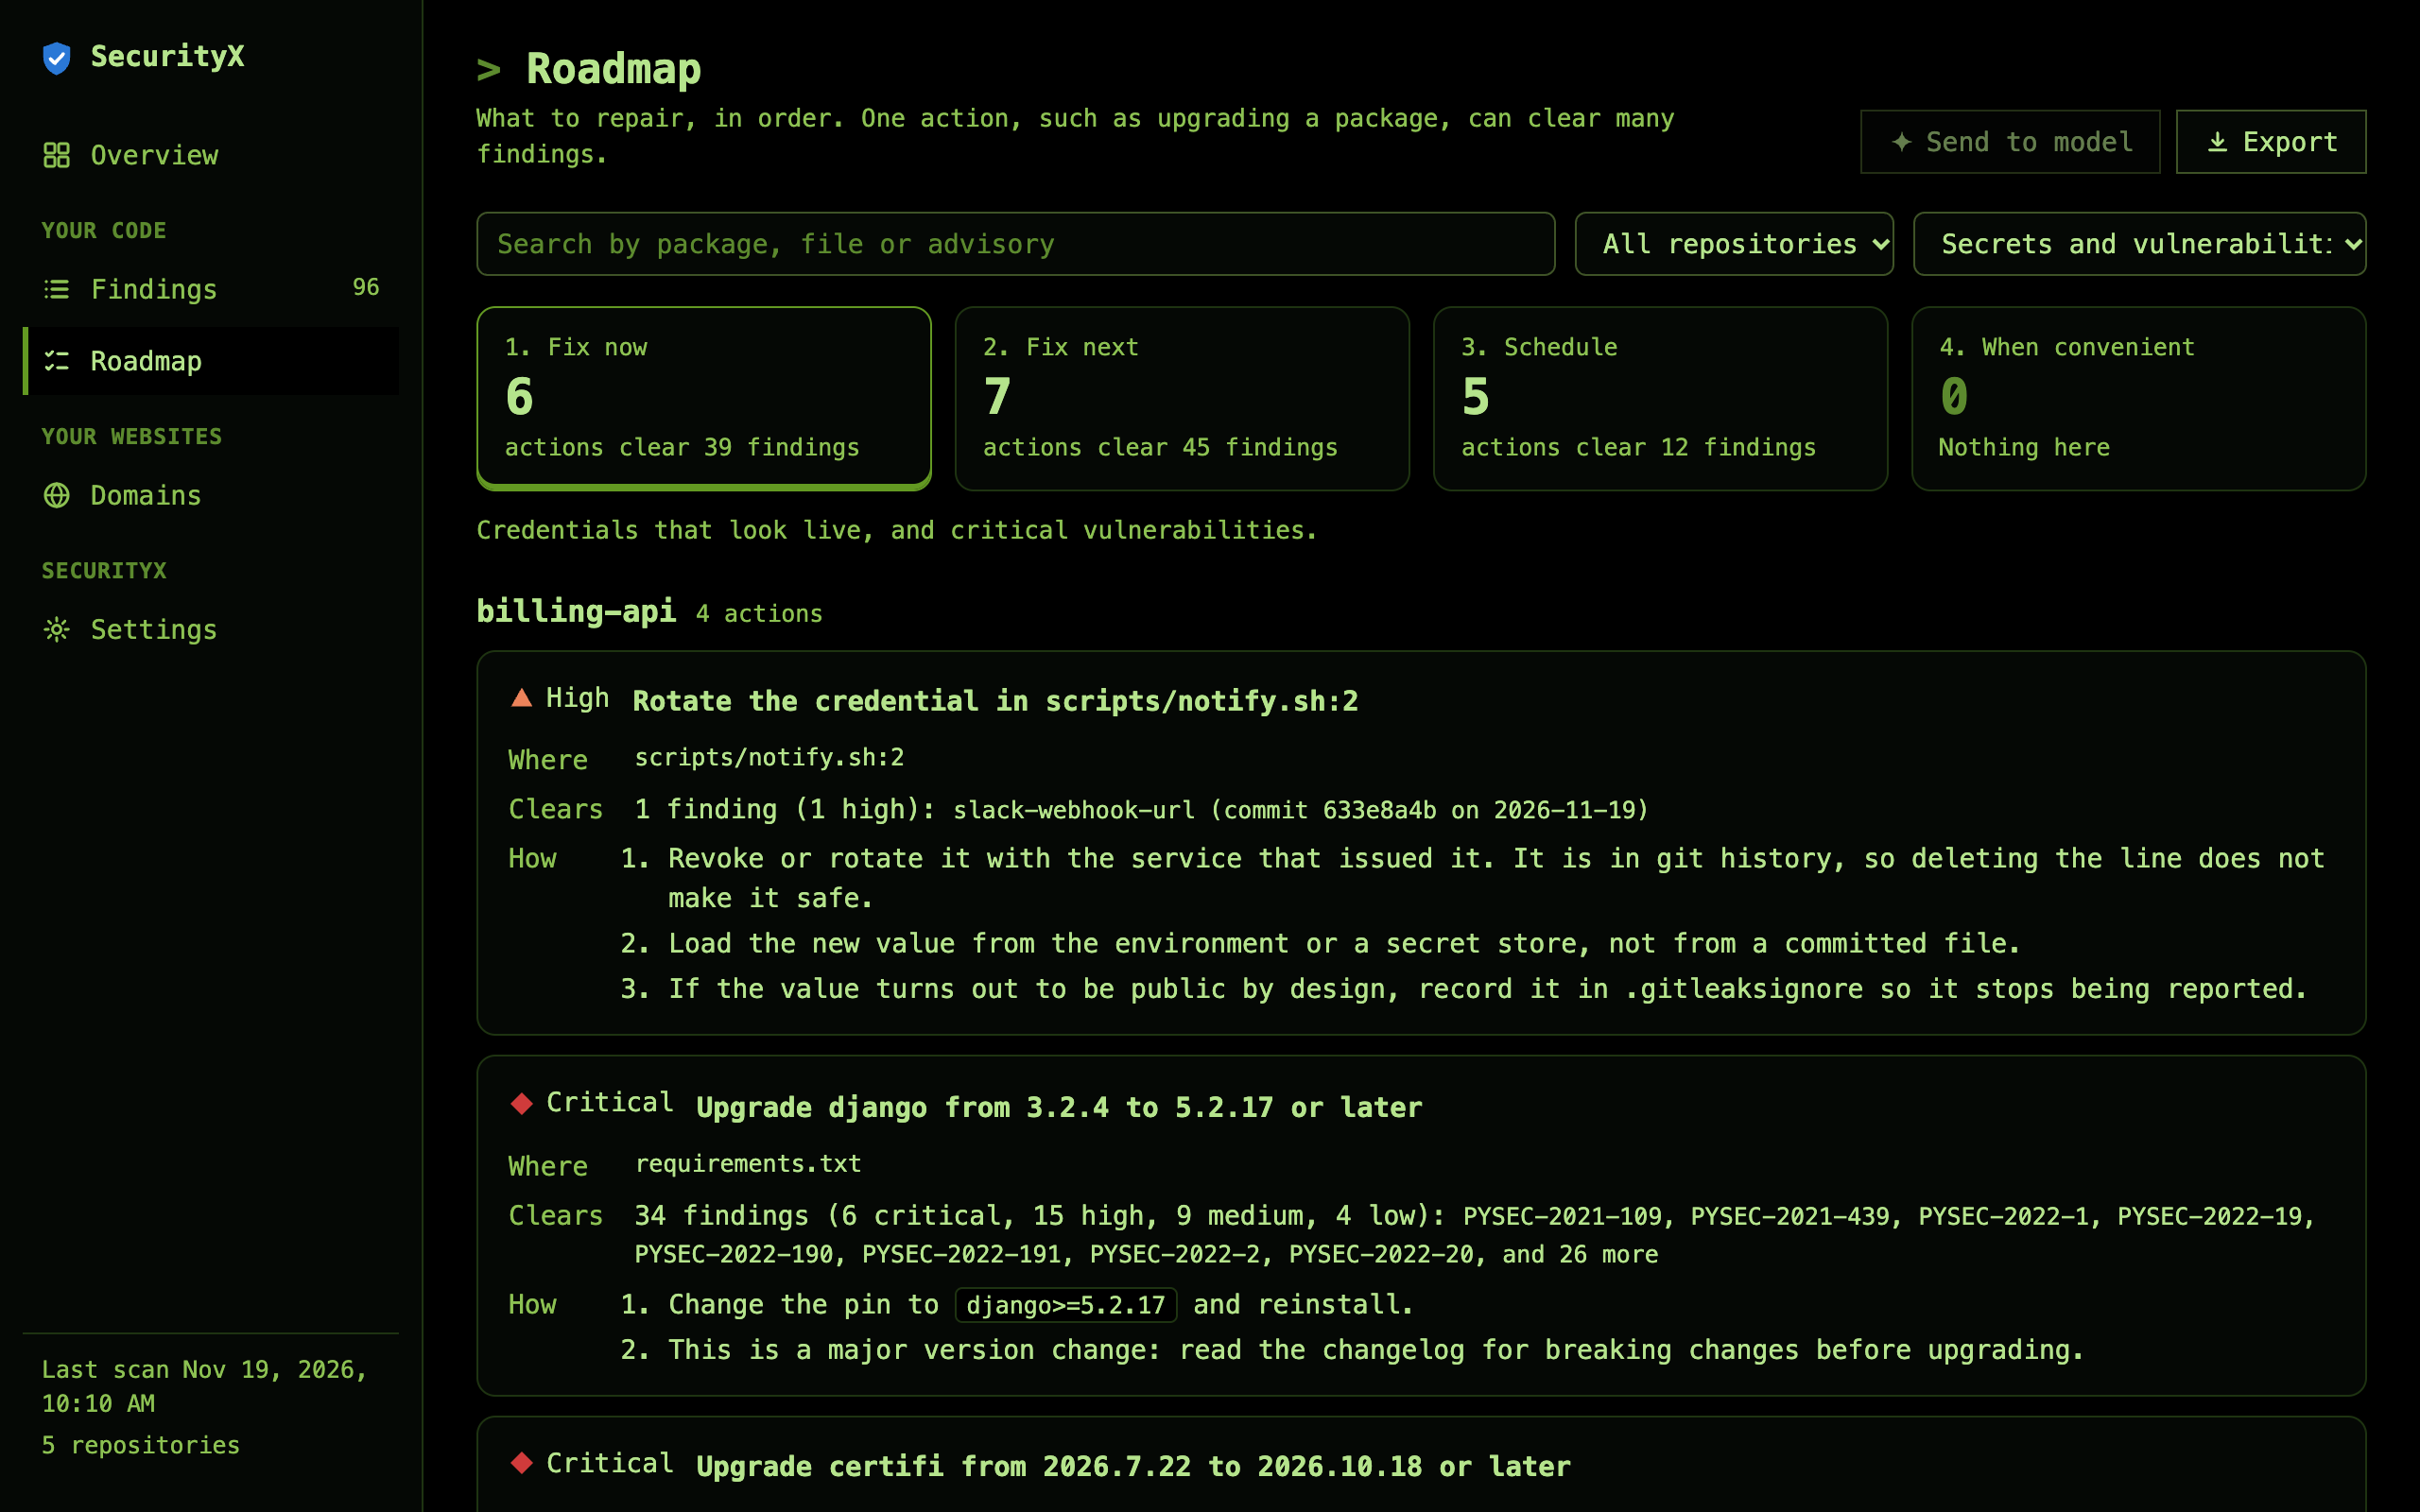 SecurityX
Overview
YOUR CODE
Findings 96
Roadmap
YOUR WEBSITES
Domains
SECURITYX
Settings
Last scan Nov 19, 2026,
10:10 AM
5 repositories
> Roadmap
What to repair, in order. One action, such as upgrading a package, can clear many
findings.
Send to model
Export
Search by package, file or advisory
All repositories
Secrets and vulnerabiliti
1. Fix now
6
actions clear 39 findings
2. Fix next
7
actions clear 45 findings
3. Schedule
5
actions clear 12 findings
4. When convenient
0
Nothing here
Credentials that look live, and critical vulnerabilities.
billing-api 4 actions
High Rotate the credential in scripts/notify.sh:2
Where scripts/notify.sh:2
Clears 1 finding (1 high): slack-webhook-url (commit 633e8a4b on 2026-11-19)
How 1. Revoke or rotate it with the service that issued it. It is in git history, so deleting the line does not
make it safe.
2. Load the new value from the environment or a secret store, not from a committed file.
3. If the value turns out to be public by design, record it in .gitleaksignore so it stops being reported.
Critical Upgrade django from 3.2.4 to 5.2.17 or later
Where requirements.txt
Clears 34 findings (6 critical, 15 high, 9 medium, 4 low): PYSEC-2021-109, PYSEC-2021-439, PYSEC-2022-1, PYSEC-2022-19,
PYSEC-2022-190, PYSEC-2022-191, PYSEC-2022-2, PYSEC-2022-20, and 26 more
How 1. Change the pin to django>=5.2.17 and reinstall.
2. This is a major version change: read the changelog for breaking changes before upgrading.
Critical Upgrade certifi from 2026.7.22 to 2026.10.18 or later